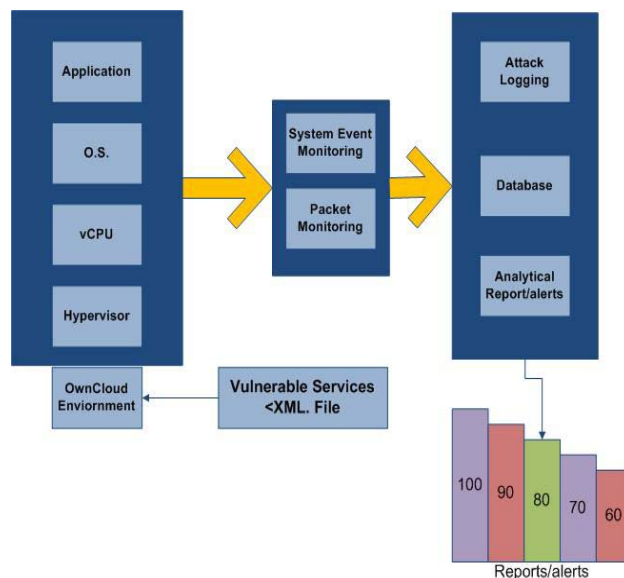 Application
O.S.
vCPU
Hypervisor
OwnCloud
Enviornment
Vulnerable Services
<XML. File
System Event
Monitoring
Packet
Monitoring
Attack
Logging
Database
Analytical
Report/alerts
100
90
80
70
60
Reports/alerts